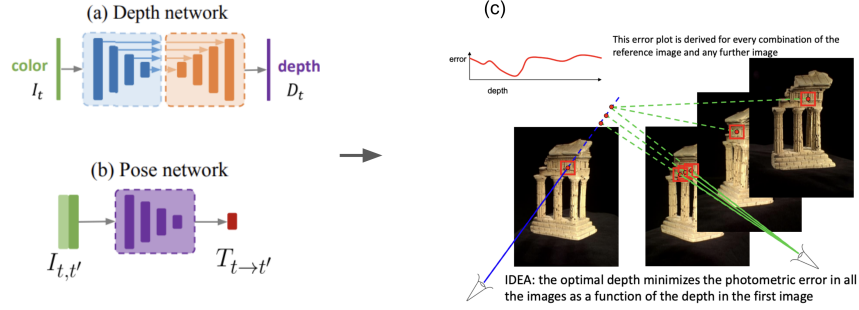 (a) Depth network
color
I_t
depth
D_t
(b) Pose network
I_{t,t'}
T_{t→t'}
(c)
This error plot is derived for every combination of the
reference image and any further image
error
depth
IDEA: the optimal depth minimizes the photometric error in all
the images as a function of the depth in the first image